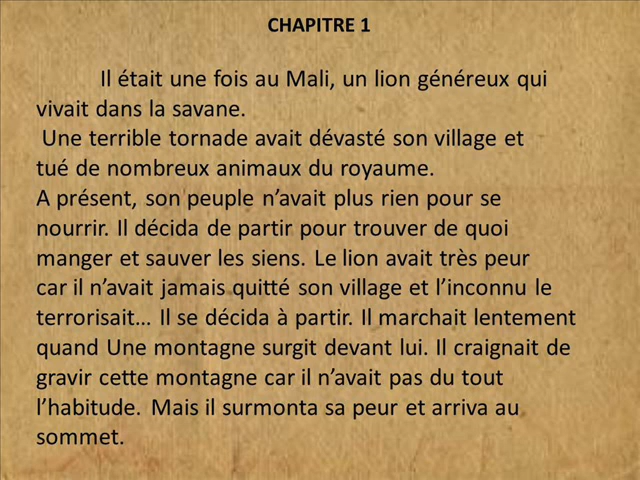 CHAPITRE 1
Il était une fois au Mali, un lion généreux qui
vivait dans la savane.
Une terrible tornade avait dévasté son village et
tué de nombreux animaux du royaume.
A présent, son peuple n’avait plus rien pour se
nourrir. Il décida de partir pour trouver de quoi
manger et sauver les siens. Le lion avait très peur
car il n’avait jamais quitté son village et l’inconnu le
terrorisait… Il se décida à partir. Il marchait lentement
quand Une montagne surgit devant lui. Il craignait de
gravir cette montagne car il n’avait pas du tout
l’habitude. Mais il surmonta sa peur et arriva au
sommet.